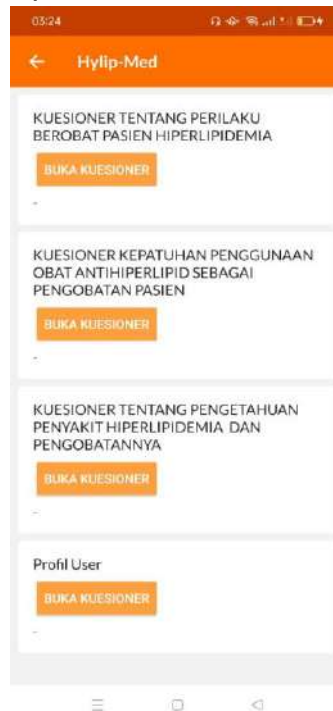 03:24
Hylip-Med
KUESIONER TENTANG PERILAKU
BEROBAT PASIEN HIPERLIPIDEMIA
BUKA KUESIONER
-
KUESIONER KEPATUHAN PENGGUNAAN
OBAT ANTIHIPERLIPID SEBAGAI
PENGOBATAN PASIEN
BUKA KUESIONER
-
KUESIONER TENTANG PENGETAHUAN
PENYAKIT HIPERLIPIDEMIA DAN
PENGOBATANNYA
BUKA KUESIONER
-
Profil User
BUKA KUESIONER
-